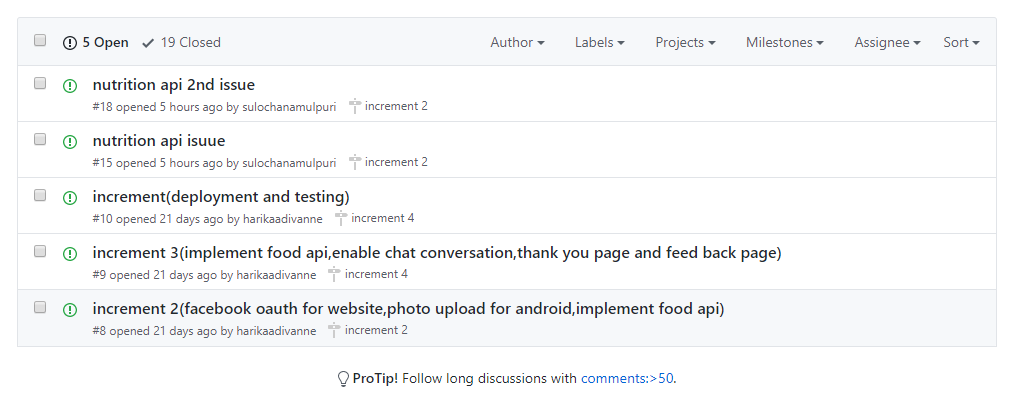 5 Open 19 Closed Author Labels Projects Milestones Assignee Sort
nutrition api 2nd issue
#18 opened 5 hours ago by sulochanamulpuri increment 2
nutrition api isuue
#15 opened 5 hours ago by sulochanamulpuri increment 2
increment(deployment and testing)
#10 opened 21 days ago by harikaadivanne increment 4
increment 3(implement food api,enable chat conversation,thank you page and feed back page)
#9 opened 21 days ago by harikaadivanne increment 4
increment 2(facebook oauth for website,photo upload for android,implement food api)
#8 opened 21 days ago by harikaadivanne increment 2
ProTip! Follow long discussions with comments:>50.